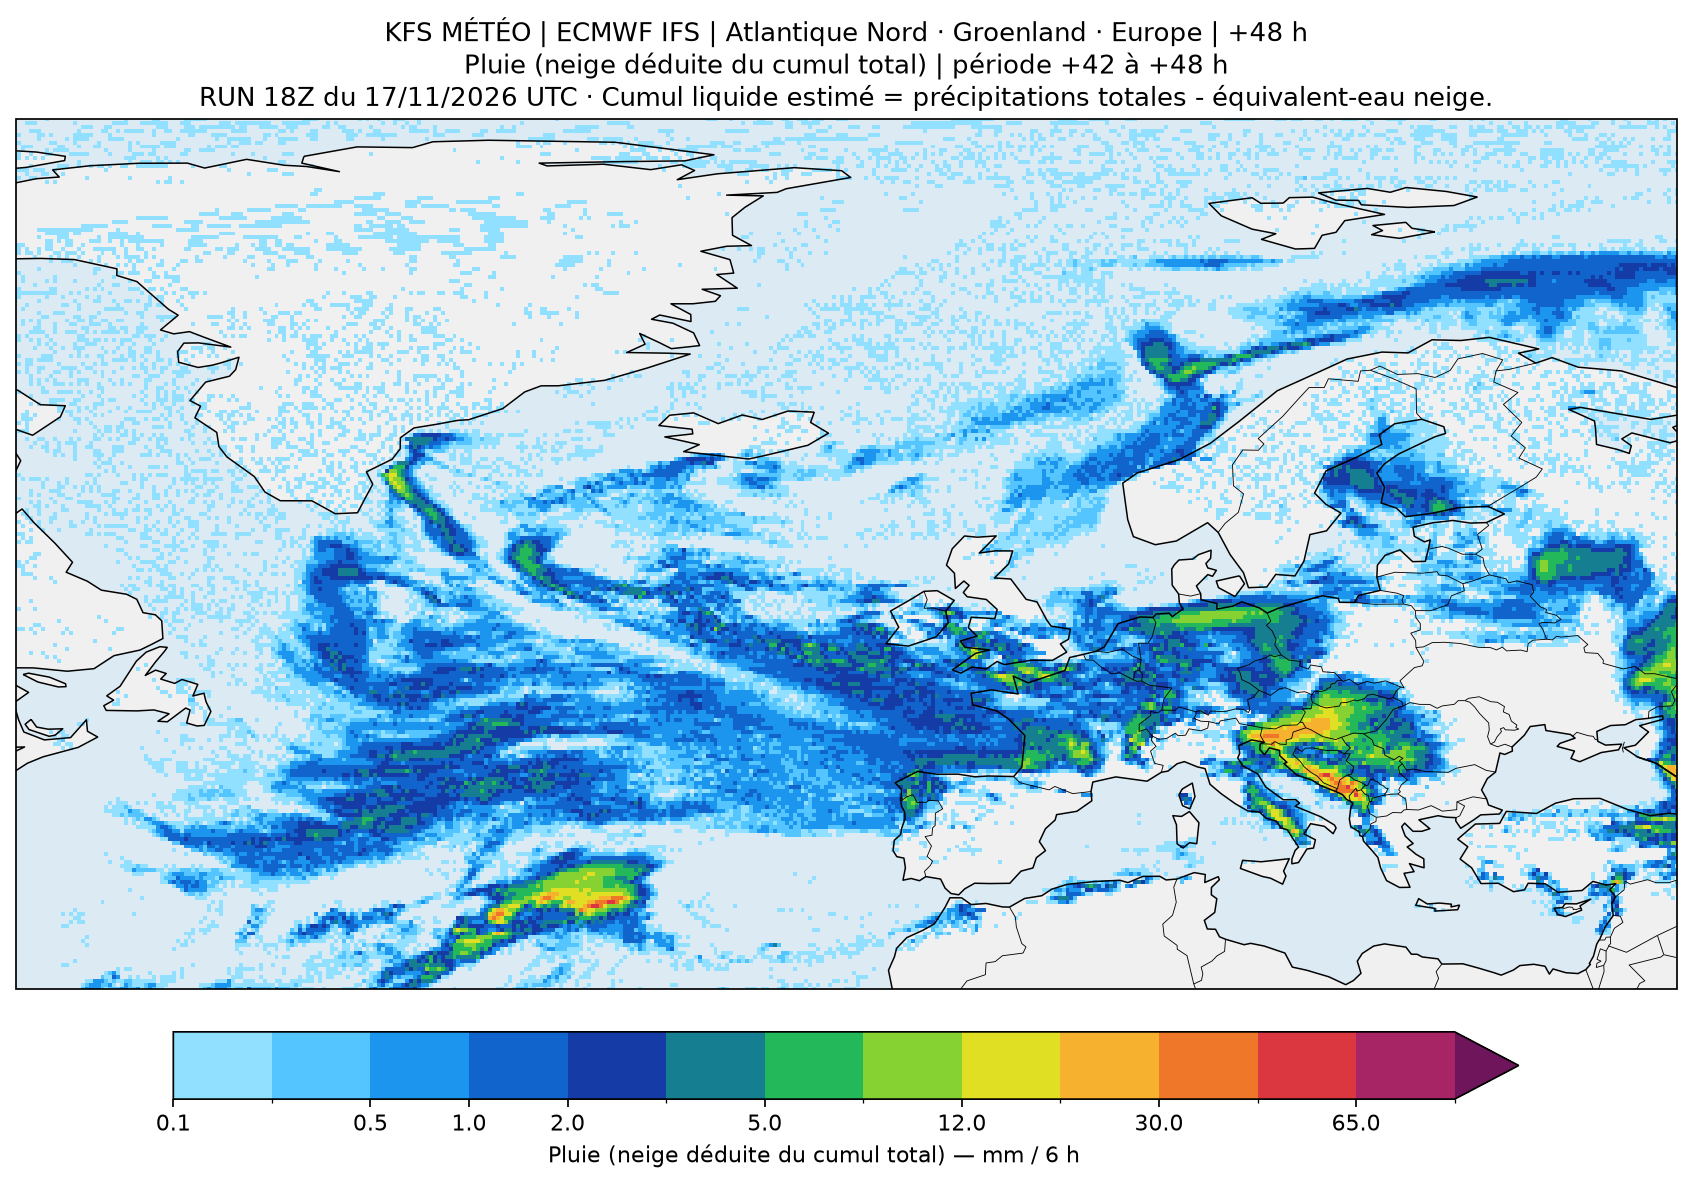 KFS MÉTÉO | ECMWF IFS | Atlantique Nord · Groenland · Europe | +48 h
Pluie (neige déduite du cumul total) | période +42 à +48 h
RUN 18Z du 17/11/2026 UTC · Cumul liquide estimé = précipitations totales - équivalent-eau neige.
0.1 0.5 1.0 2.0 5.0 12.0 30.0 65.0
Pluie (neige déduite du cumul total) — mm / 6 h